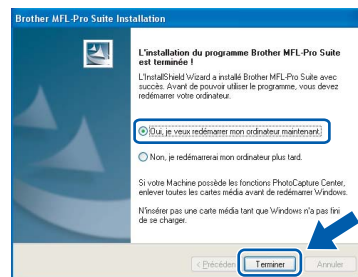 Brother MFL-Pro Suite Installation
L'installation du programme Brother MFL-Pro Suite
est terminée !
L'InstallShield Wizard a installé Brother MFL-Pro Suite avec
succès. Avant de pouvoir utiliser le programme, vous devez
redémarrer votre ordinateur.
Oui, je veux redémarrer mon ordinateur maintenant.
Non, je redémarrerai mon ordinateur plus tard.
Si votre Machine possède les fonctions PhotoCapture Center,
enlever toutes les cartes média avant de redémarrer Windows.
N'insérer pas une carte média tant que Windows n'a pas fini
de se charger.
< Précéden Terminer Annuler